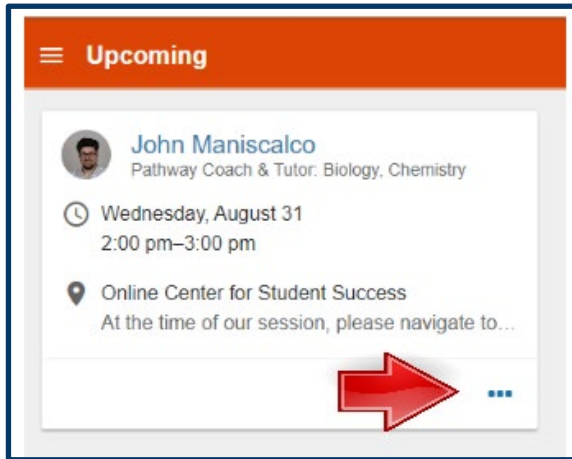 Upcoming
John Maniscalco
Pathway Coach & Tutor: Biology, Chemistry
Wednesday, August 31
2:00 pm–3:00 pm
Online Center for Student Success
At the time of our session, please navigate to...